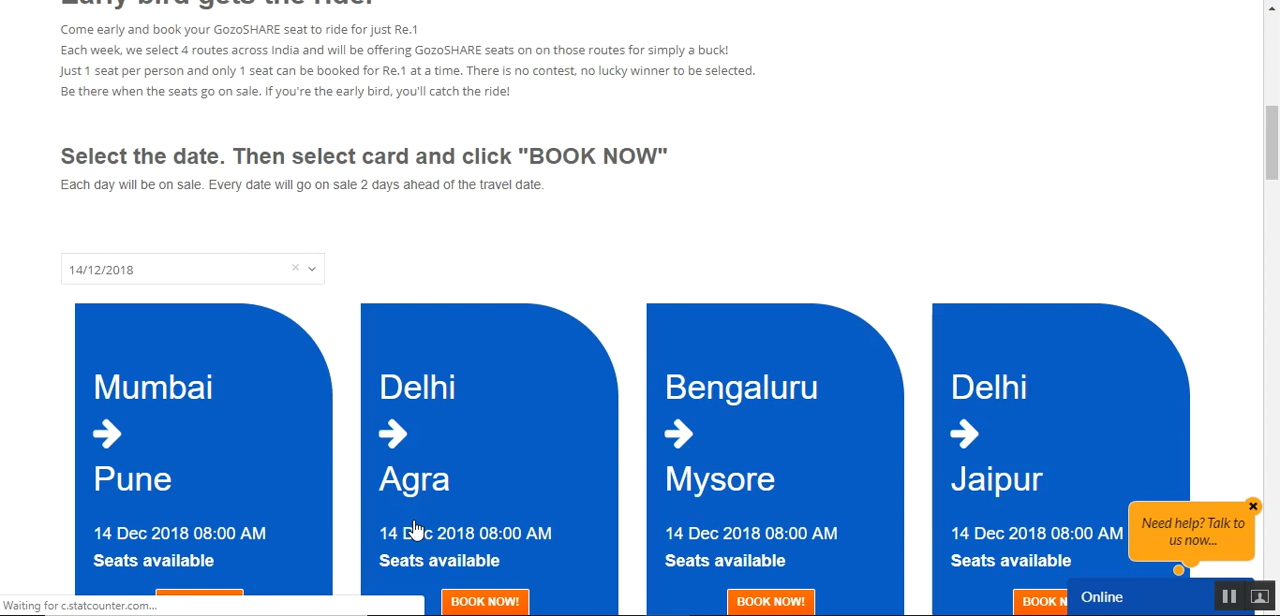 Early bird gets the ride!
Come early and book your GozoSHARE seat to ride for just Re.1
Each week, we select 4 routes across India and will be offering GozoSHARE seats on on those routes for simply a buck!
Just 1 seat per person and only 1 seat can be booked for Re.1 at a time. There is no contest, no lucky winner to be selected.
Be there when the seats go on sale. If you're the early bird, you'll catch the ride!
Select the date. Then select card and click "BOOK NOW"
Each day will be on sale. Every date will go on sale 2 days ahead of the travel date.
14/12/2018
Mumbai
Pune
14 Dec 2018 08:00 AM
Seats available
Delhi
Agra
14 Dec 2018 08:00 AM
Seats available
BOOK NOW!
Bengaluru
Mysore
14 Dec 2018 08:00 AM
Seats available
BOOK NOW!
Delhi
Jaipur
14 Dec 2018 08:00 AM
Seats available
BOOK N
Need help? Talk to
us now...
Online
Waiting for c.statcounter.com...